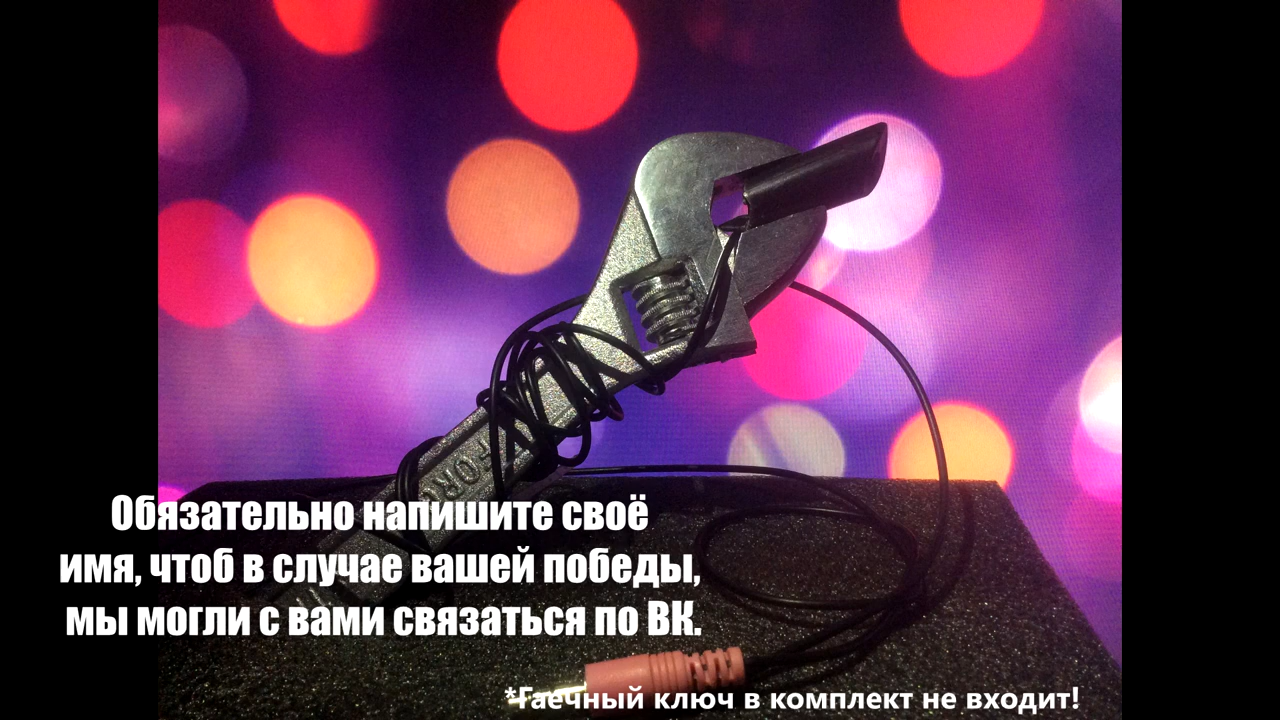 FORC
Обязательно напишите своё
имя, чтоб в случае вашей победы,
мы могли с вами связаться по ВК.
*Гаечный ключ в комплект не входит!